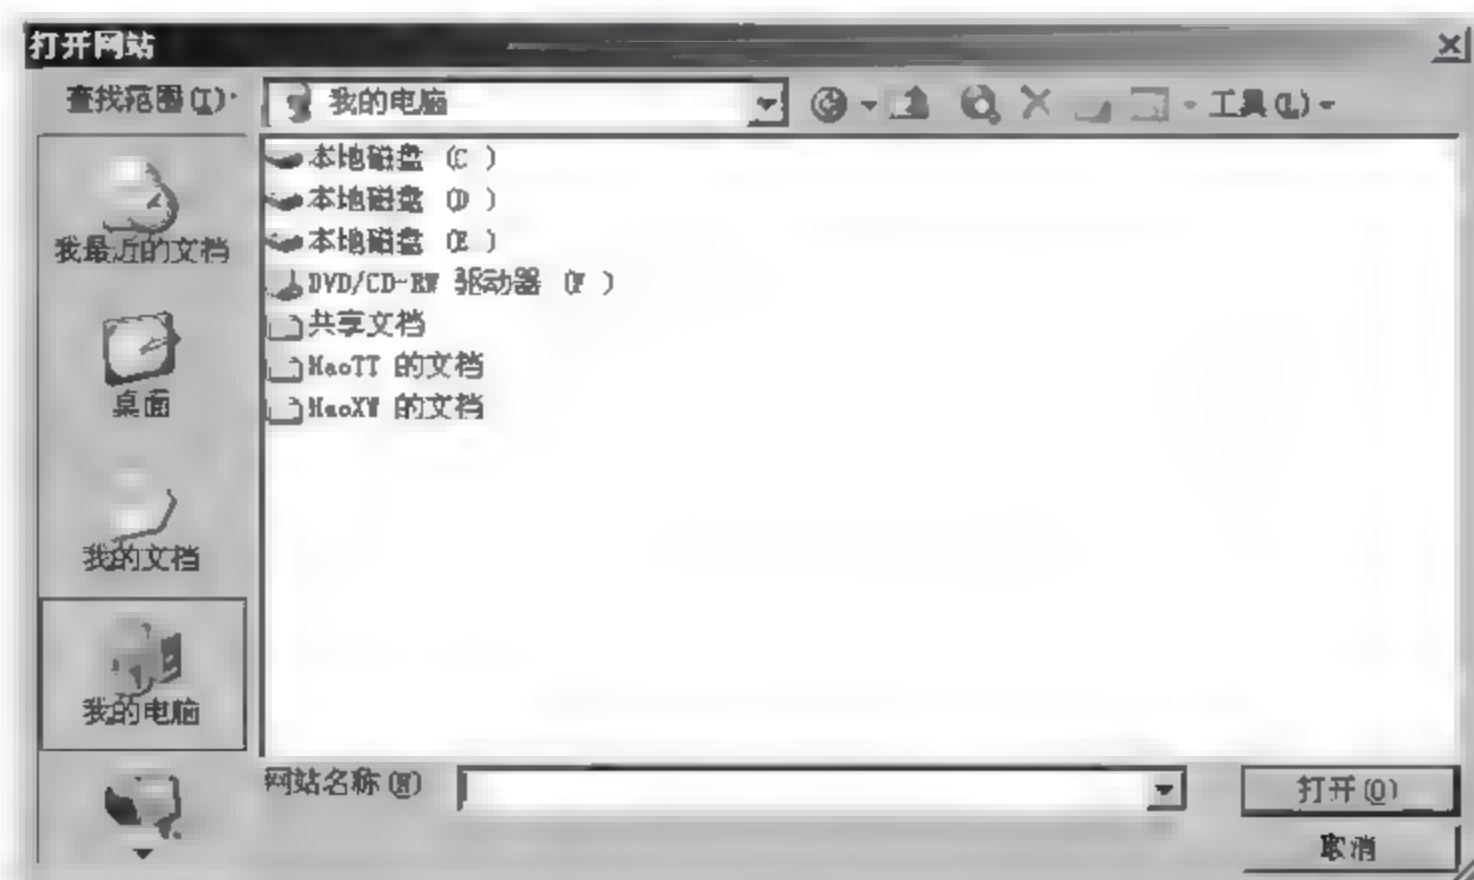 打开网站
查找范围(I):
我的电脑
工具(L)
本地磁盘 (C )
本地磁盘 (D )
本地磁盘 (E )
DVD/CD-RW 驱动器 (F )
共享文档
的文档
的文档
我最近的文档
桌面
我的文档
我的电脑
网站名称(N)
打开(O)
取消